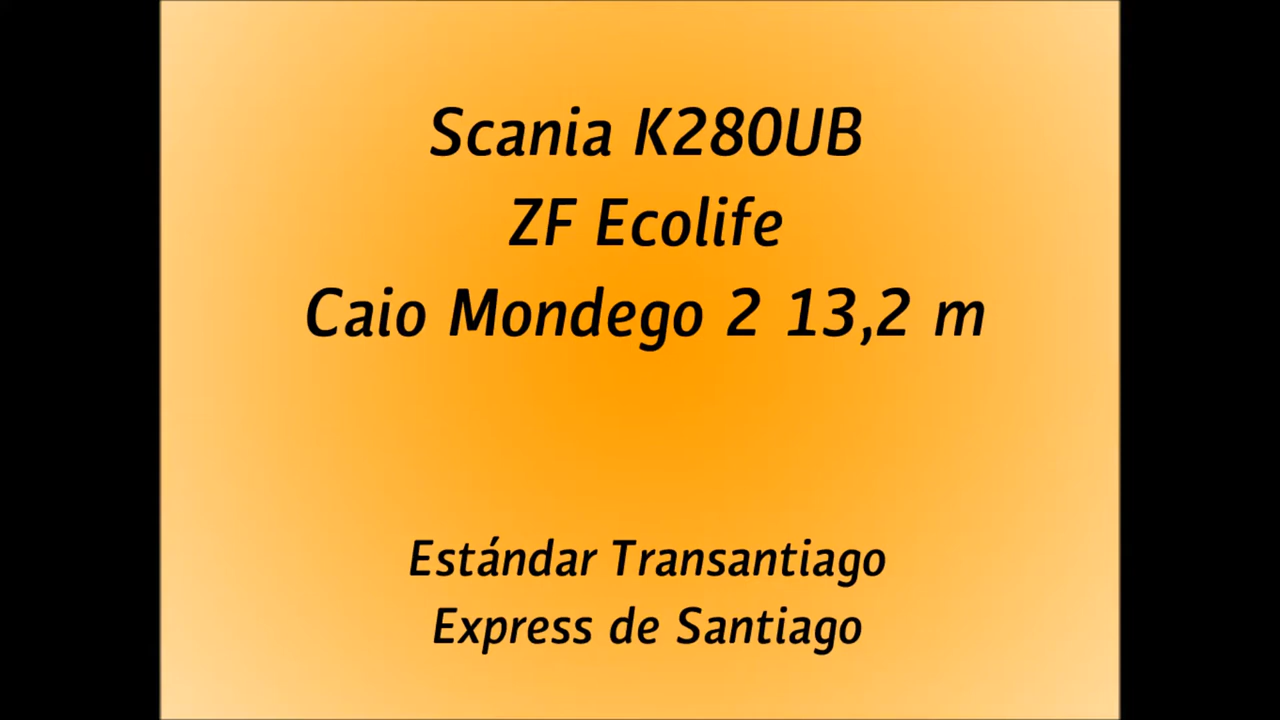 Scania K280UB
ZF Ecolife
Caio Mondego 2 13,2 m
Estándar Transantiago
Express de Santiago